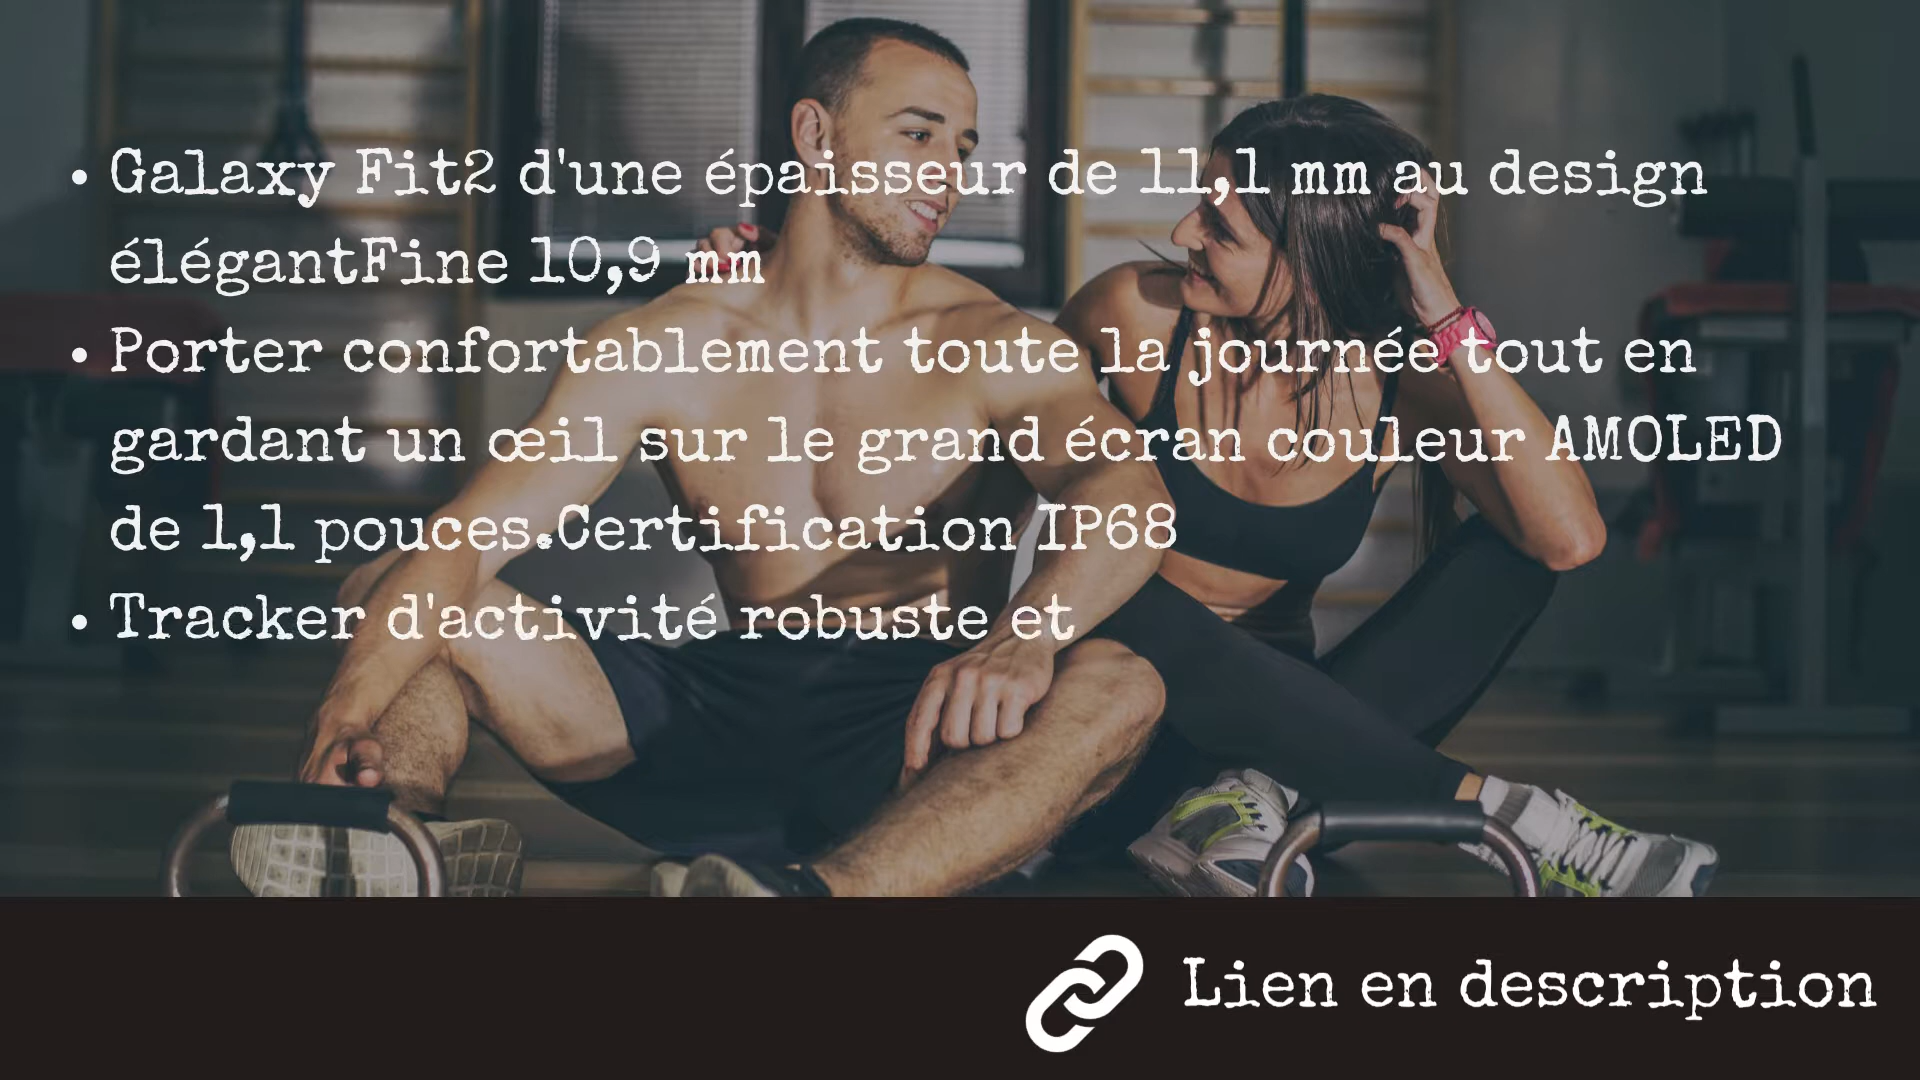 • Galaxy Fit2 d'une épaisseur de 11,1 mm au design
élégantFine 10,9 mm
• Porter confortablement toute la journée tout en
gardant un œil sur le grand écran couleur AMOLED
de 1,1 pouces.Certification IP68
• Tracker d'activité robuste et
Lien en description